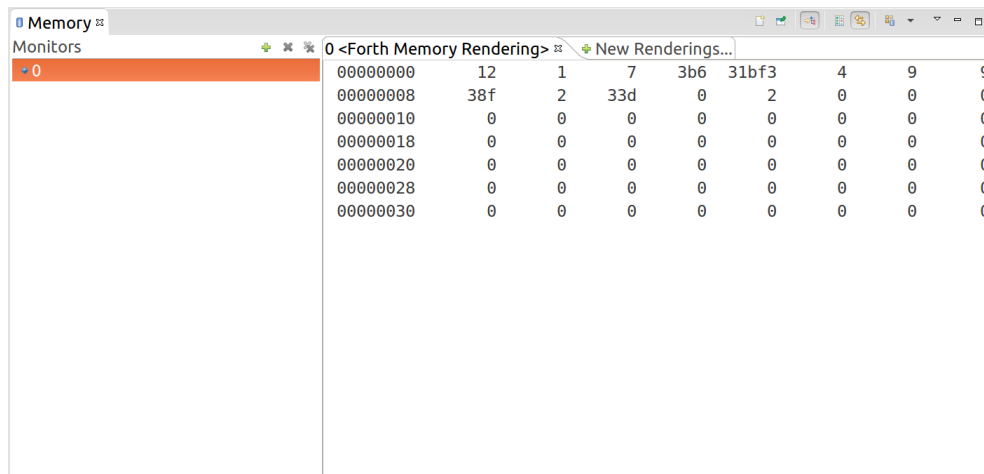 Memory
Monitors
0 <Forth Memory Rendering> New Renderings...
0
00000000 12 1 7 3b6 31bf3 4 9
00000008 38f 2 33d 0 2 0 0
00000010 0 0 0 0 0 0 0
00000018 0 0 0 0 0 0 0
00000020 0 0 0 0 0 0 0
00000028 0 0 0 0 0 0 0
00000030 0 0 0 0 0 0 0